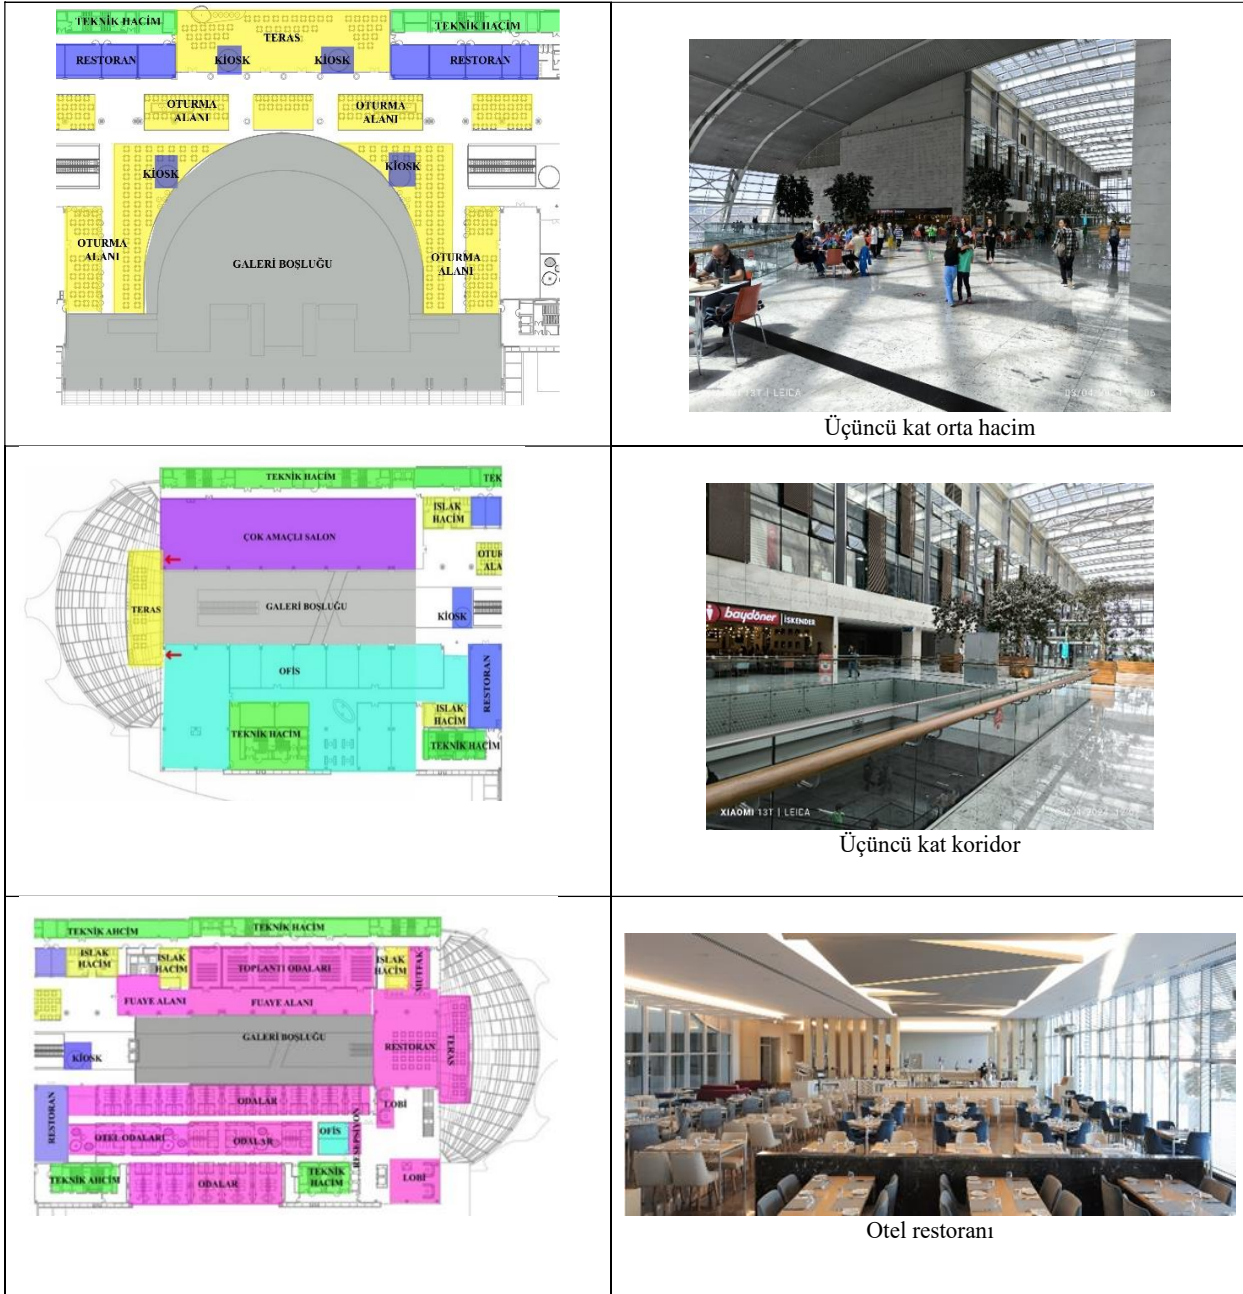 TEKNİK HACİM
TERAS
TEKNİK HACİM
RESTORAN
KİOSK
KİOSK
RESTORAN
OTURMA
ALANI
OTURMA
ALANI
KİOSK
KİOSK
OTURMA
ALANI
GALERİ BOŞLUĞU
OTURMA
ALANI
LEICA
Üçüncü kat orta hacim
TEKNİK HACİM
TEK
ISLAK
HACİM
ÇOK AMAÇLI SALON
OTUR
ALA
TERAS
GALERİ BOŞLUĞU
KİOSK
OFİS
RESTORAN
ISLAK
HACİM
TEKNİK HACİM
TEKNİK HACİM
baydöner İSKENDER
XIAOMI 13T | LEICA
Üçüncü kat koridor
TEKNİK AHCİM
TEKNİK HACİM
ISLAK
HACİM
ISLAK
HACİM
TOPLANTI ODALARI
ISLAK
HACİM
MUTFAK
FUAYE ALANI
FUAYE ALANI
GALERİ BOŞLUĞU
RESTORAN
TERAS
KİOSK
ODALAR
LOBİ
RESTORAN
OTEL ODALARI
ODALAR
OFİS
RESEPSİYON
TEKNİK AHCİM
ODALAR
TEKNİK
HACİM
LOBİ
Otel restoranı